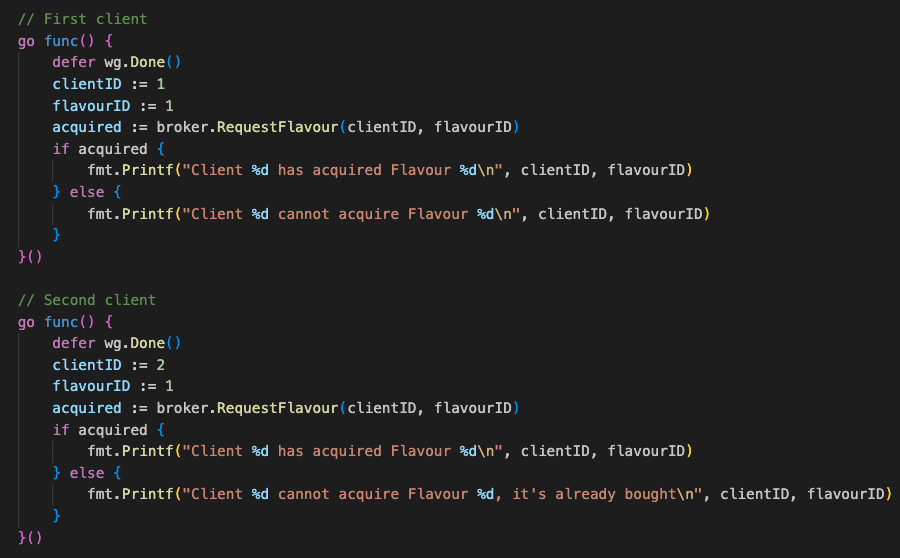 // First client
go func() {
    defer wg.Done()
    clientID := 1
    flavourID := 1
    acquired := broker.RequestFlavour(clientID, flavourID)
    if acquired {
        fmt.Printf("Client %d has acquired Flavour %d\n", clientID, flavourID)
    } else {
        fmt.Printf("Client %d cannot acquire Flavour %d\n", clientID, flavourID)
    }
}()

// Second client
go func() {
    defer wg.Done()
    clientID := 2
    flavourID := 1
    acquired := broker.RequestFlavour(clientID, flavourID)
    if acquired {
        fmt.Printf("Client %d has acquired Flavour %d\n", clientID, flavourID)
    } else {
        fmt.Printf("Client %d cannot acquire Flavour %d, it's already bought\n", clientID, flavourID)
    }
}()